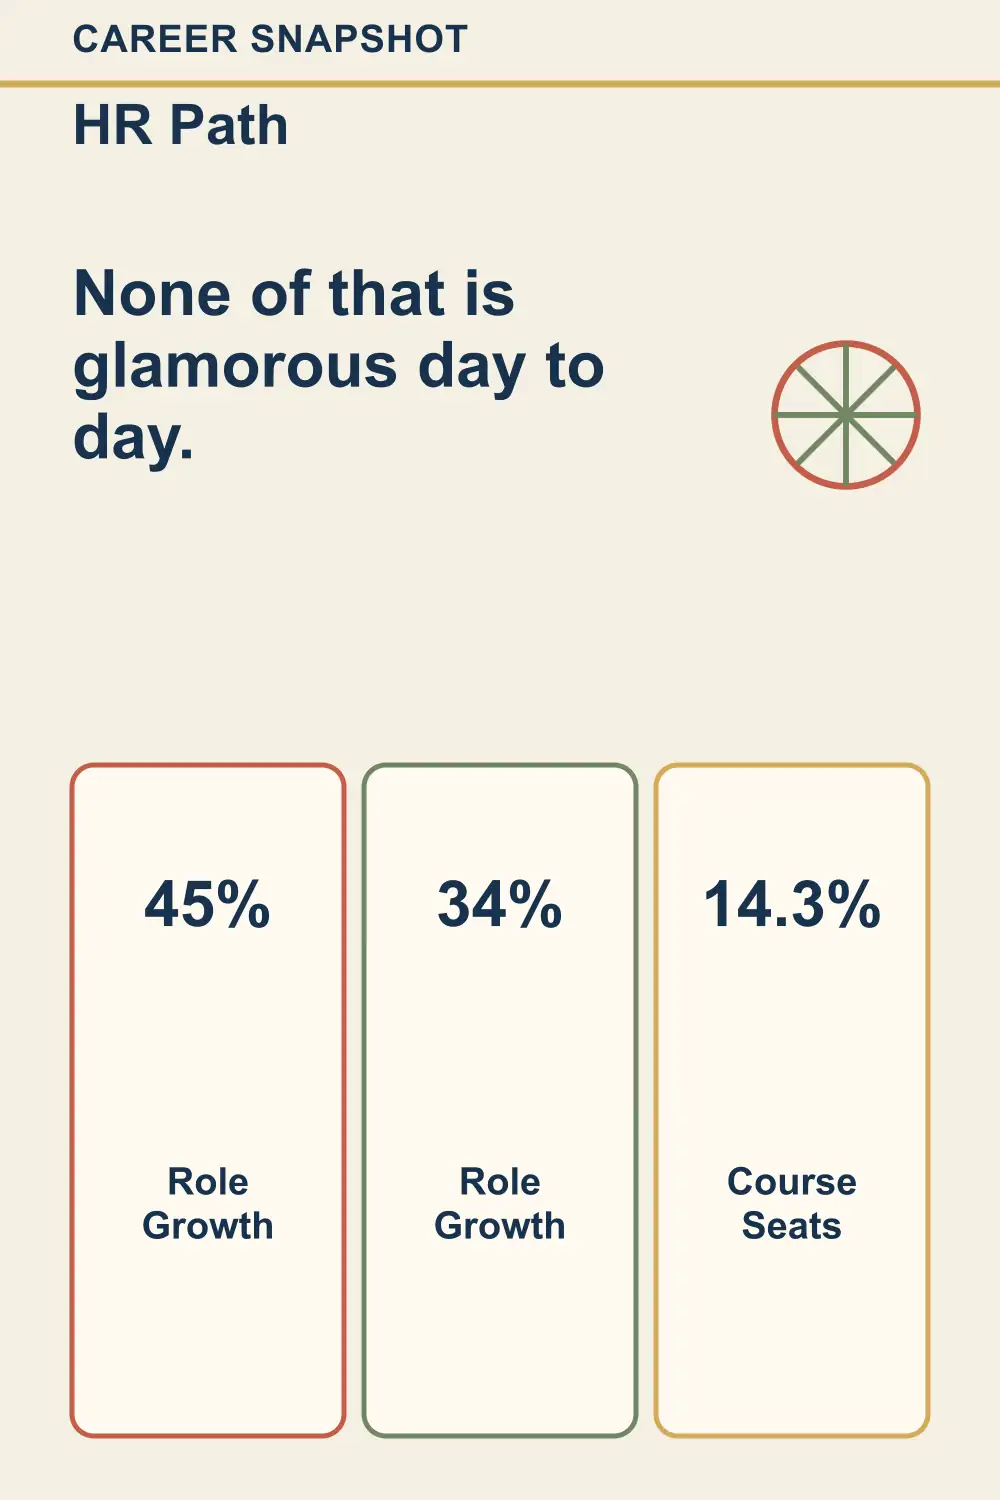 CAREER SNAPSHOT
HR Path
None of that is
glamorous day to
day.
45%
Role
Growth
34%
Role
Growth
14.3%
Course
Seats